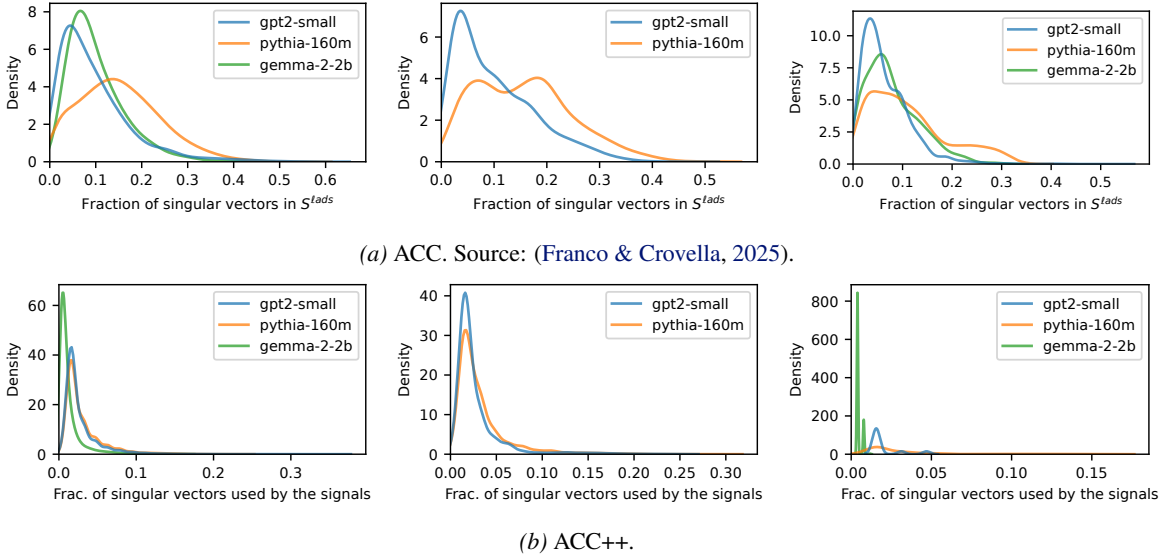 8
6
4
2
0
Density
0.0 0.1 0.2 0.3 0.4 0.5 0.6
Fraction of singular vectors in S^ℓads
gpt2-small
pythia-160m
gemma-2-2b
6
4
2
0
Density
0.0 0.1 0.2 0.3 0.4 0.5
Fraction of singular vectors in S^ℓads
gpt2-small
pythia-160m
10.0
7.5
5.0
2.5
0.0
Density
0.0 0.1 0.2 0.3 0.4 0.5
Fraction of singular vectors in S^ℓads
gpt2-small
pythia-160m
gemma-2-2b
(a) ACC. Source: (Franco & Crovella, 2025).
60
40
20
0
Density
0.0 0.1 0.2 0.3
Frac. of singular vectors used by the signals
gpt2-small
pythia-160m
gemma-2-2b
40
30
20
10
0
Density
0.00 0.05 0.10 0.15 0.20 0.25 0.30
Frac. of singular vectors used by the signals
gpt2-small
pythia-160m
800
600
400
200
0
Density
0.00 0.05 0.10 0.15
Frac. of singular vectors used by the signals
gpt2-small
pythia-160m
gemma-2-2b
(b) ACC++.